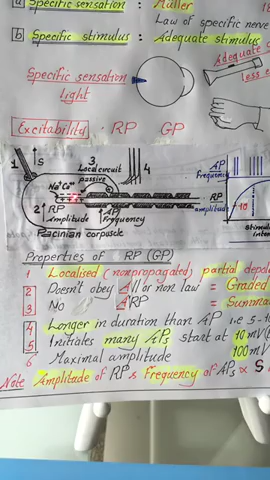 a Specific sensation : Müller
Law of specific nerve
b Specific stimulus : Adequate stimulus
Adequate
less
Specific sensation
Light
Excitability RP GP
1 S 3 Local circuit
passive 4 AP
frequency
Na+ Ca++
RP
amplitude
2 RP
Amplitude AP
Frequency
Pacinian corpuscle
10
Stimulus
inte
Properties of RP (GP)
1 Localised (nonpropagated) partial depol
2 Doesn't obey All or non law = Graded
3 No ARP = Summa
4 Longer in duration than AP i.e 5-1
5 Initiates many APs start at 10 mV
6 Maximal amplitude 100 mV
Note Amplitude of RP & Frequency of APs ∝ S